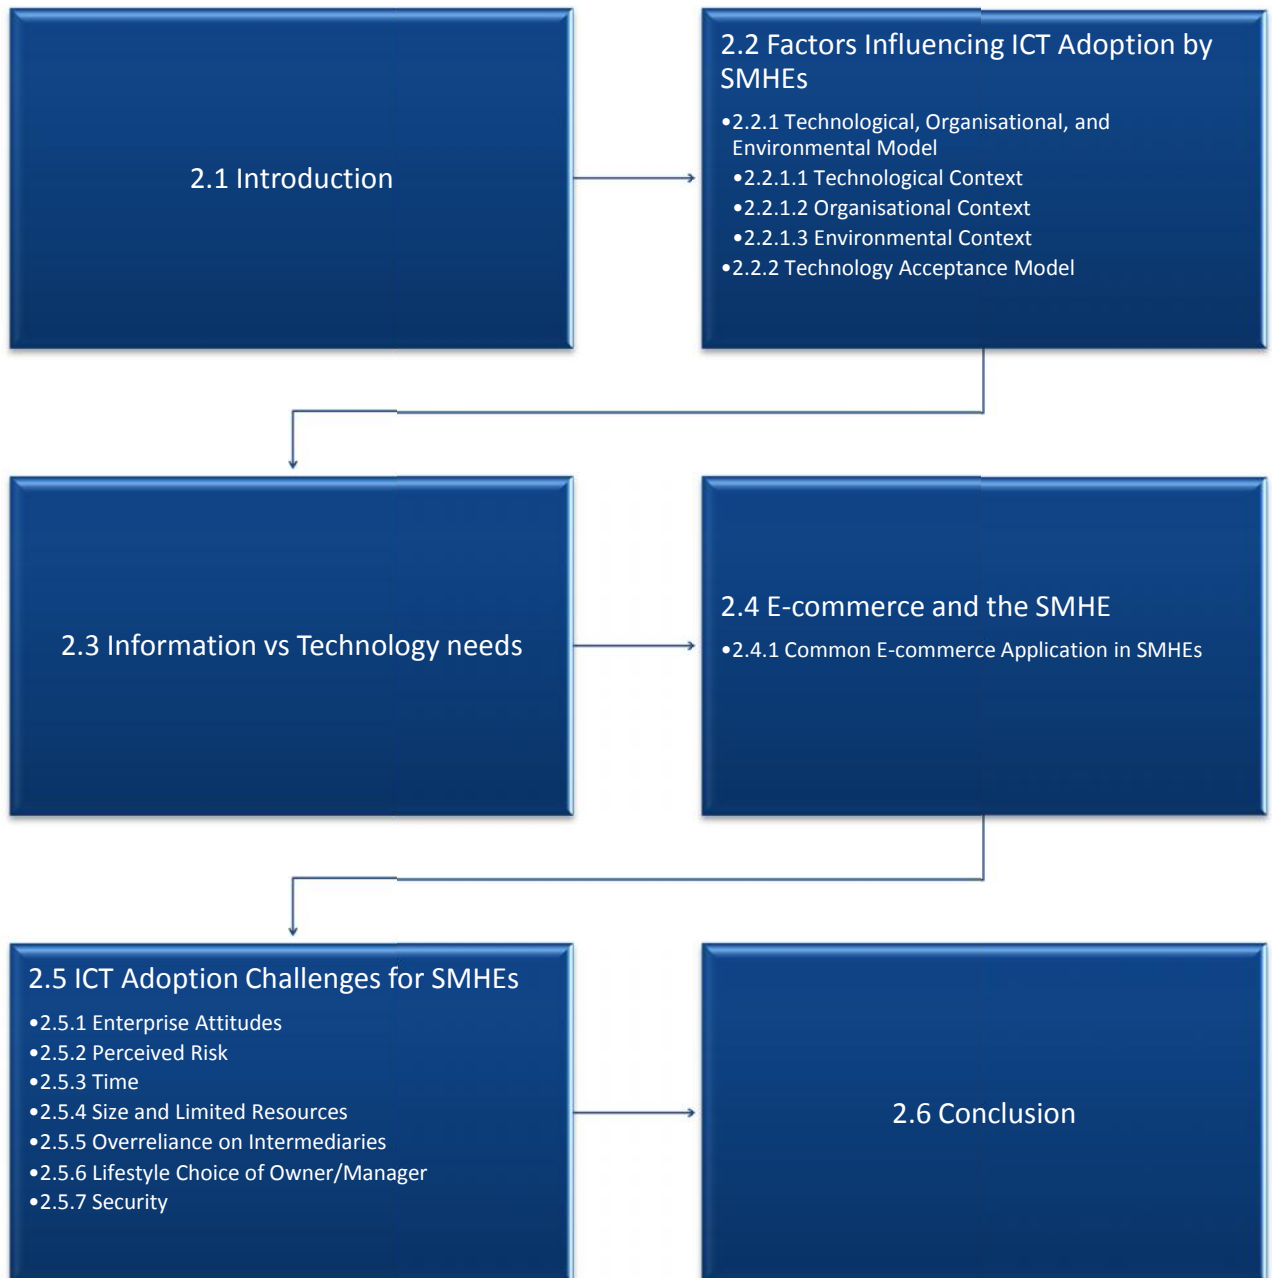 2.1 Introduction
2.2 Factors Influencing ICT Adoption by
SMHEs
•2.2.1 Technological, Organisational, and
Environmental Model
•2.2.1.1 Technological Context
•2.2.1.2 Organisational Context
•2.2.1.3 Environmental Context
•2.2.2 Technology Acceptance Model
2.3 Information vs Technology needs
2.4 E-commerce and the SMHE
•2.4.1 Common E-commerce Application in SMHEs
2.5 ICT Adoption Challenges for SMHEs
•2.5.1 Enterprise Attitudes
•2.5.2 Perceived Risk
•2.5.3 Time
•2.5.4 Size and Limited Resources
•2.5.5 Overreliance on Intermediaries
•2.5.6 Lifestyle Choice of Owner/Manager
•2.5.7 Security
2.6 Conclusion